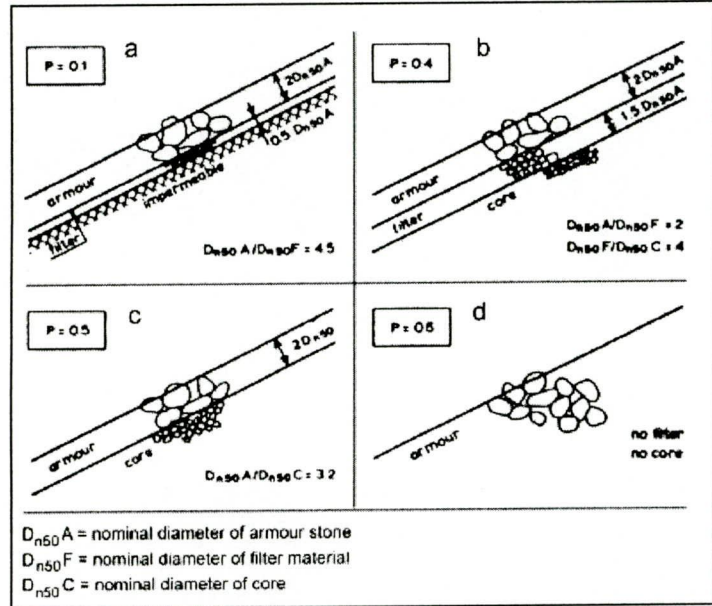 a
P = 0.1
2Dn50A
0.5 Dn50A
armour
impermeable
filter
Dn50A/Dn50F = 4.5
b
P = 0.4
2Dn50A
1.5 Dn50A
armour
filter
core
Dn50A/Dn50F = 2
Dn50F/Dn50C = 4
c
P = 0.5
2Dn50
armour
core
Dn50A/Dn50C = 3.2
d
P = 0.6
armour
no filter
no core
Dn50A = nominal diameter of armour stone
Dn50F = nominal diameter of filter material
Dn50C = nominal diameter of core